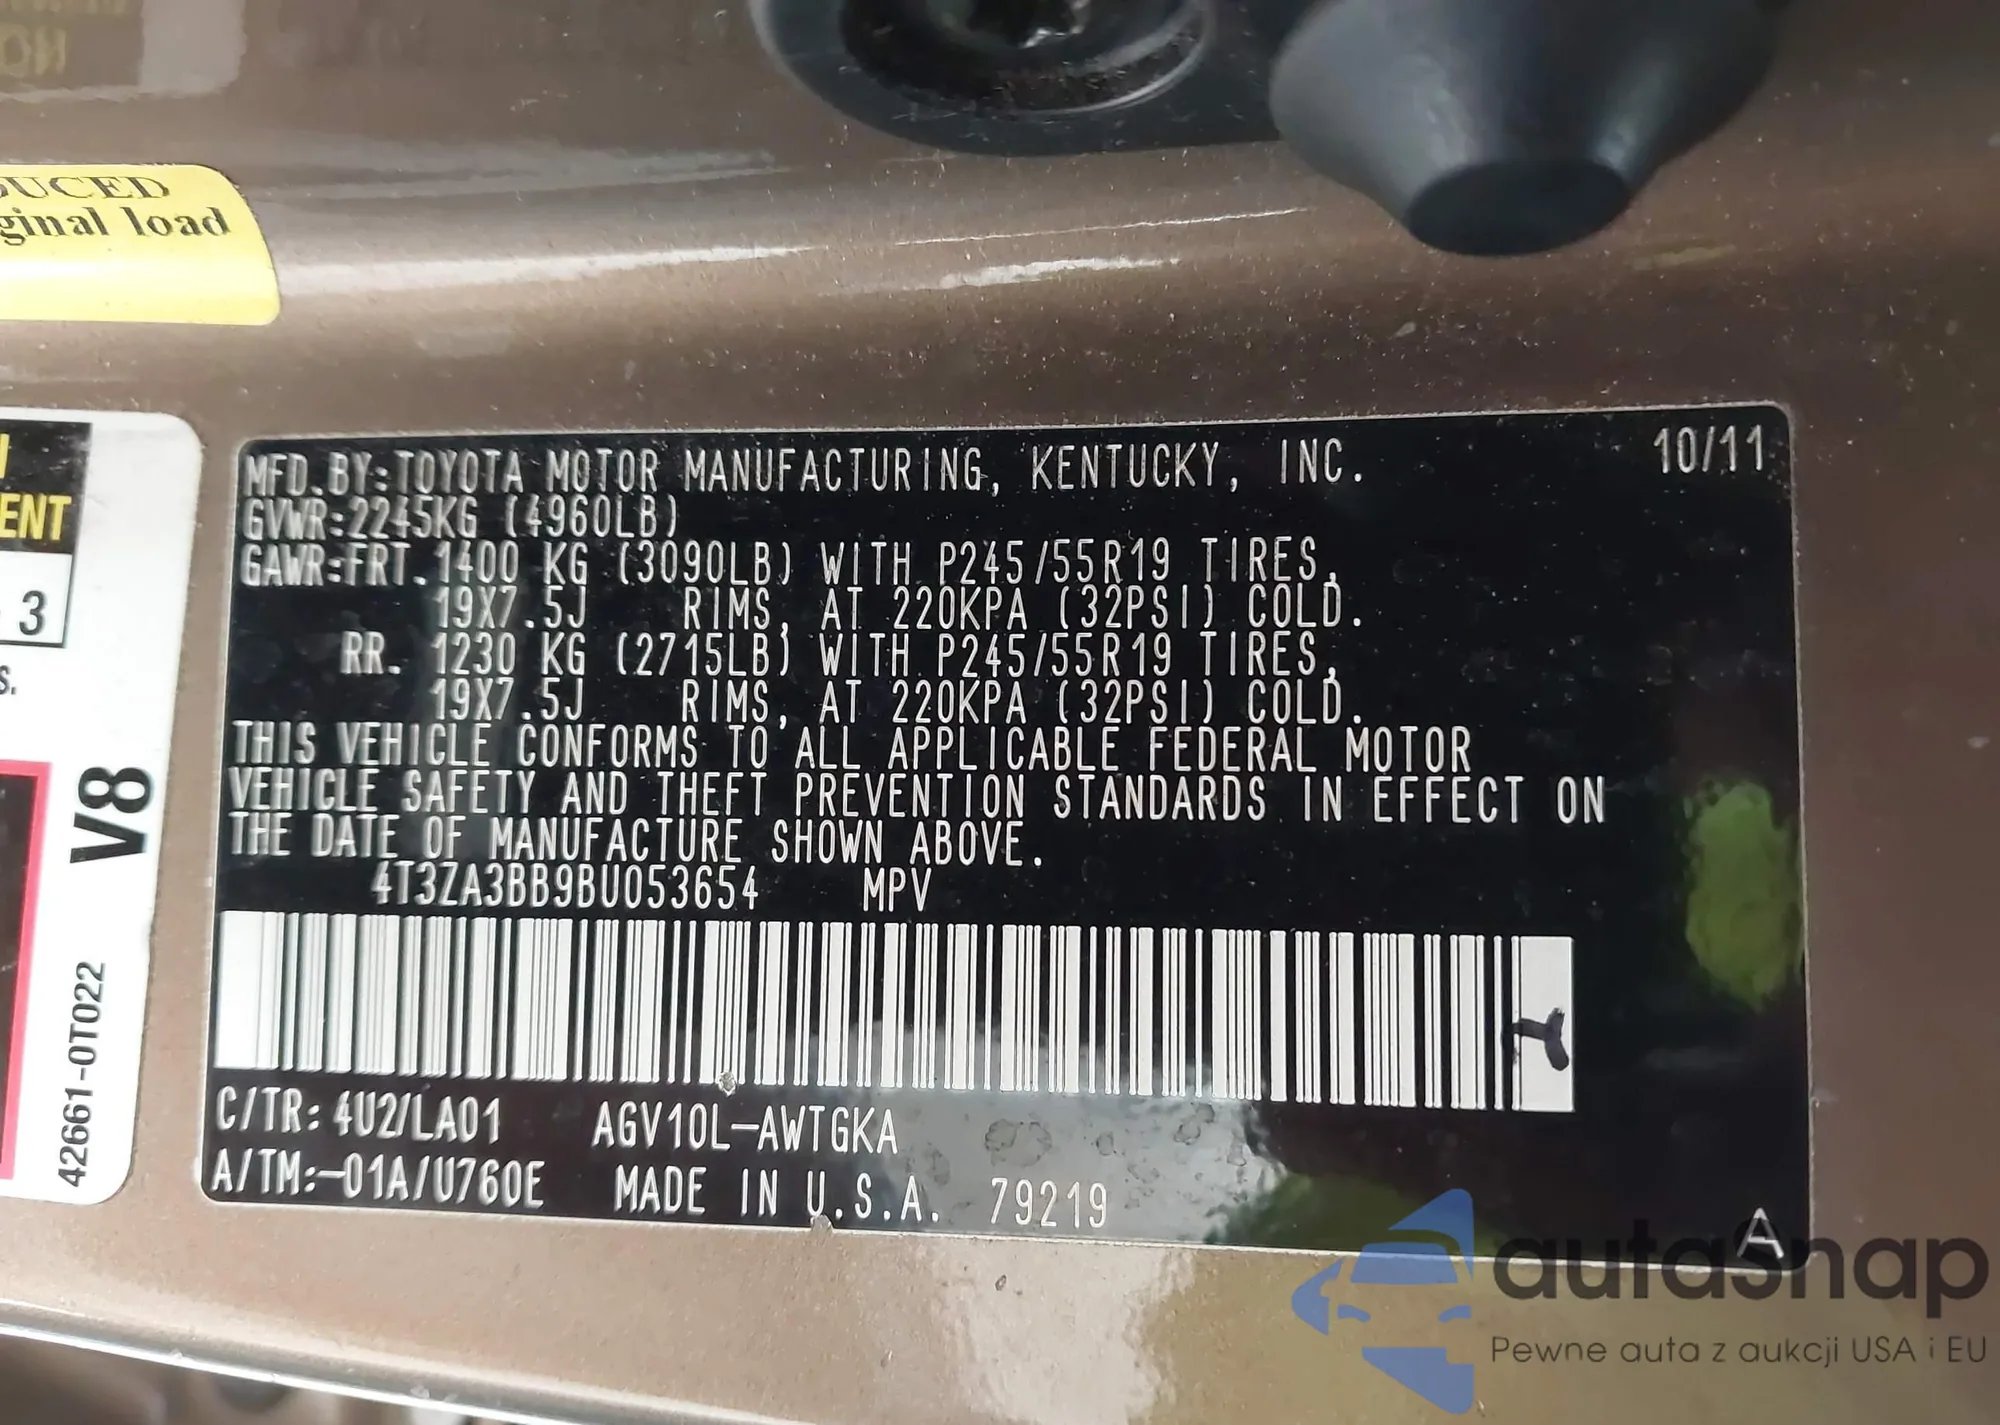 DUCED
ginal load
ENT
3
s.
V8
42661-0T022
MFD.BY:TOYOTA MOTOR MANUFACTURING, KENTUCKY, INC. 10/11
GVWR:2245KG (4960LB)
GAWR:FRT.1400 KG (3090LB) WITH P245/55R19 TIRES,
19X7.5J RIMS, AT 220KPA (32PSI) COLD.
RR. 1230 KG (2715LB) WITH P245/55R19 TIRES,
19X7.5J RIMS, AT 220KPA (32PSI) COLD.
THIS VEHICLE CONFORMS TO ALL APPLICABLE FEDERAL MOTOR
VEHICLE SAFETY AND THEFT PREVENTION STANDARDS IN EFFECT ON
THE DATE OF MANUFACTURE SHOWN ABOVE.
4T3ZA3BB9BU053654 MPV
C/TR: 4U2/LA01 AGV10L-AWTGKA
A/TM:-01A/U760E MADE IN U.S.A. 79219
A
autosnap
Pewne auta z aukcji USA i EU